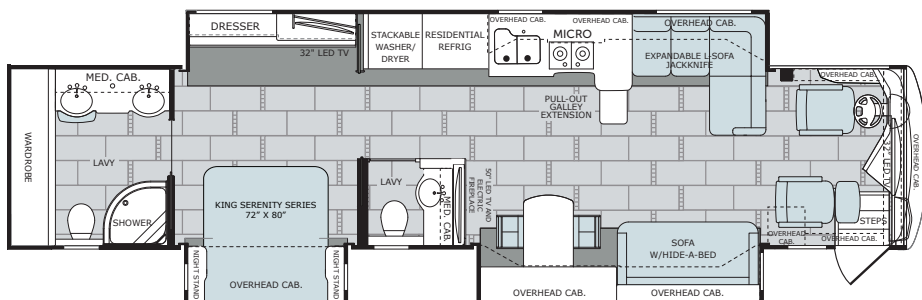 DRESSER
32" LED TV
STACKABLE
WASHER/
DRYER
RESIDENTIAL
REFRIG
OVERHEAD CAB.
OVERHEAD CAB.
MICRO
OVERHEAD CAB.
EXPANDABLE L-SOFA
JACKKNIFE
PULL-OUT
GALLEY
EXTENSION
OVERHEAD CAB.
MED. CAB.
WARDROBE
LAVY
SHOWER
KING SERENITY SERIES
72" X 80"
OVERHEAD CAB.
NIGHT STAND
NIGHT STAND
LAVY
MED. CAB.
50" LED TV AND
ELECTRIC
FIREPLACE
SOFA
W/HIDE-A-BED
OVERHEAD CAB.
OVERHEAD CAB.
OVERHEAD
CAB.
OVERHEAD CAB.
STEPS
32" LED TV
OVERHEAD CAB.